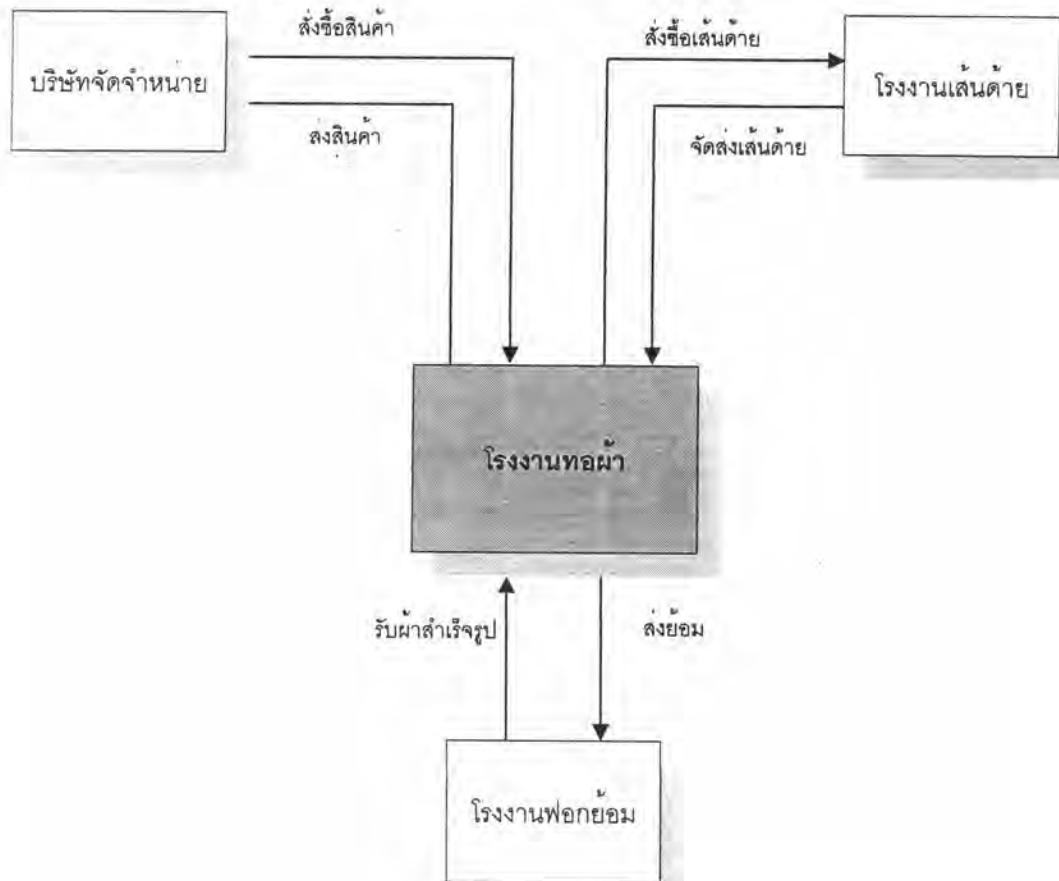 สั่งซื้อสินค้า
สั่งซื้อเส้นด้าย
บริษัทจัดจำหน่าย
โรงงานเส้นด้าย
ส่งสินค้า
จัดส่งเส้นด้าย
โรงงานทอผ้า
รับผ้าสำเร็จรูป
ส่งย้อม
โรงงานฟอกย้อม